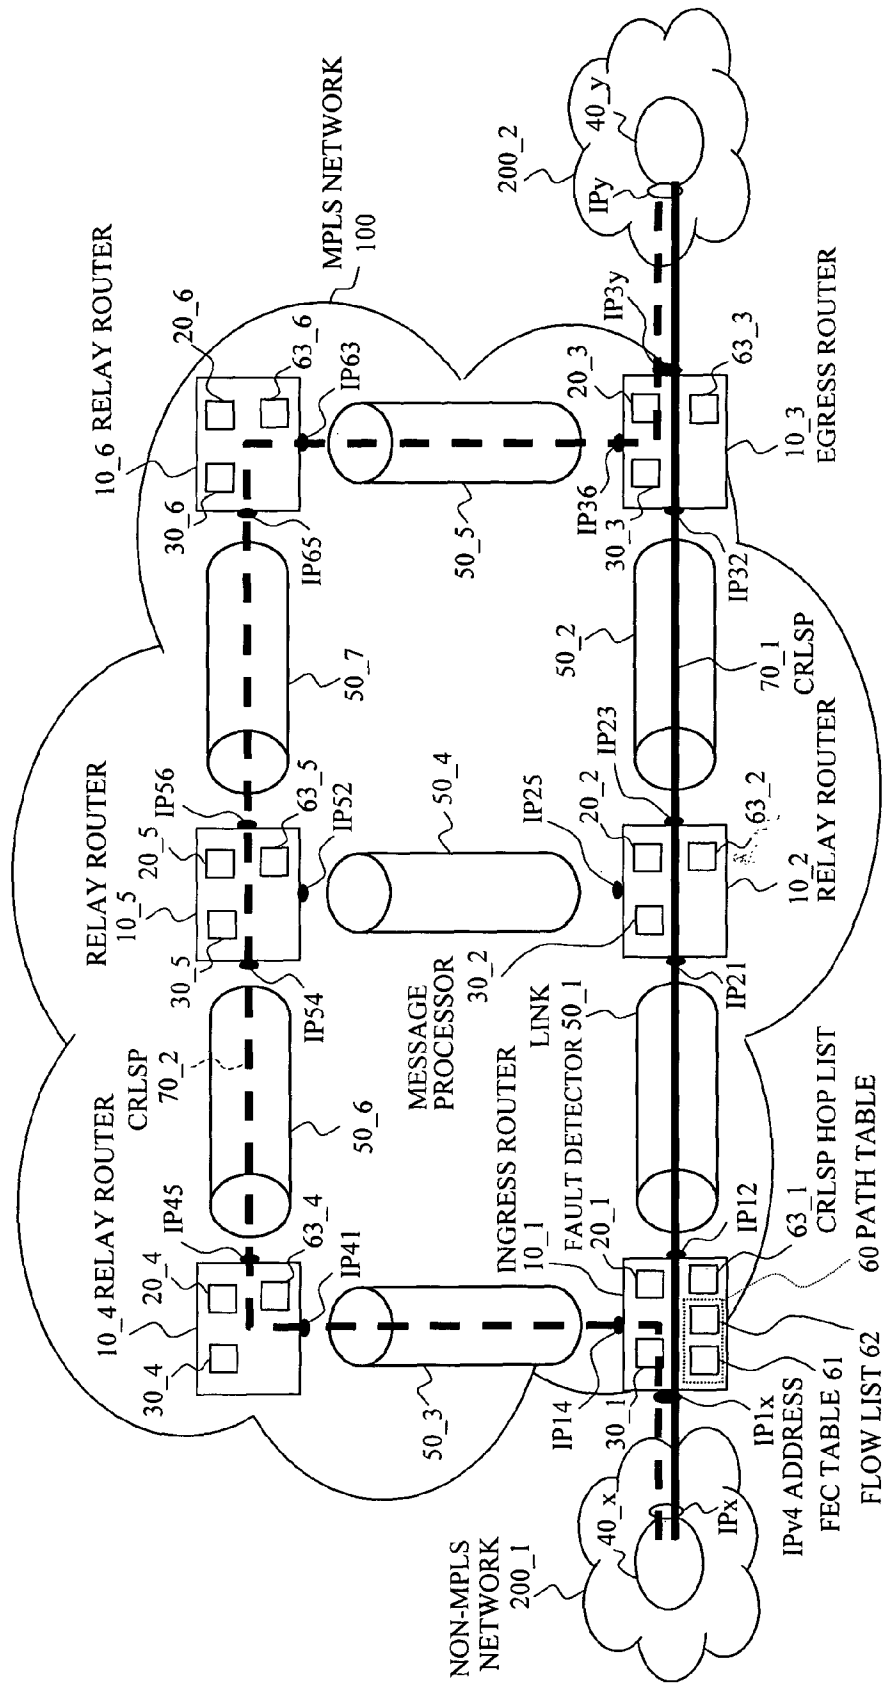 MPLS NETWORK
100
10_6 RELAY ROUTER
20_6
63_6
30_6
IP63
IP65
50_5
50_7
RELAY ROUTER
10_5
20_5
63_5
30_5
IP56
IP52
IP54
50_4
CRLSP
70_2
50_6
10_4 RELAY ROUTER
20_4
63_4
30_4
IP45
IP41
50_3
NON-MPLS
NETWORK
200_1
40_x
IPx
IP14
30_1
IP1x
IPv4 ADDRESS
FEC TABLE 61
FLOW LIST 62
60 PATH TABLE
63_1
CRLSP HOP LIST
INGRESS ROUTER
10_1
FAULT DETECTOR
20_1
IP12
LINK
50_1
MESSAGE
PROCESSOR
30_2
IP21
IP25
20_2
IP23
63_2
10_2
RELAY ROUTER
50_2
70_1
CRLSP
IP32
IP36
30_3
20_3
IP3y
63_3
10_3
EGRESS ROUTER
200_2
IPy
40_y